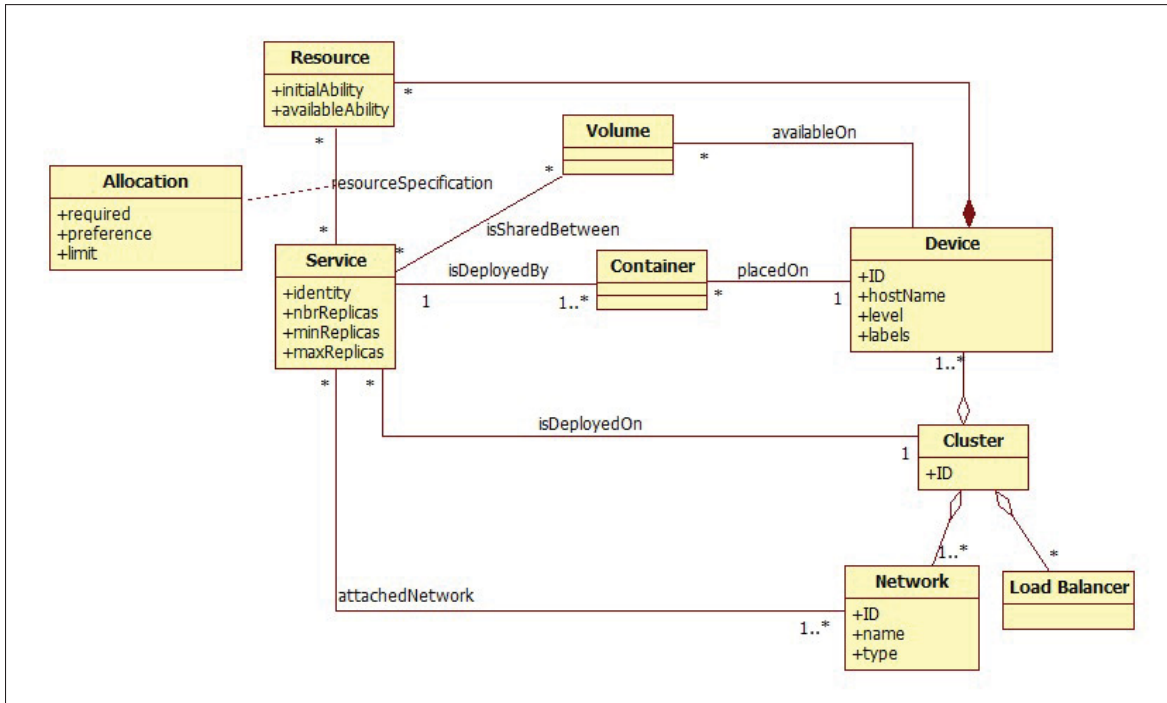 Resource
+initialAbility
+availableAbility
*
*
Volume
availableOn
*
*
Allocation
+required
+preference
+limit
resourceSpecification
*
*
isSharedBetween
Service
+identity
+nbrReplicas
+minReplicas
+maxReplicas
isDeployedBy
1
1..*
Container
placedOn
*
1
Device
+ID
+hostName
+level
+labels
1..*
*
*
isDeployedOn
1
Cluster
+ID
1..*
*
attachedNetwork
1..*
Network
+ID
+name
+type
Load Balancer